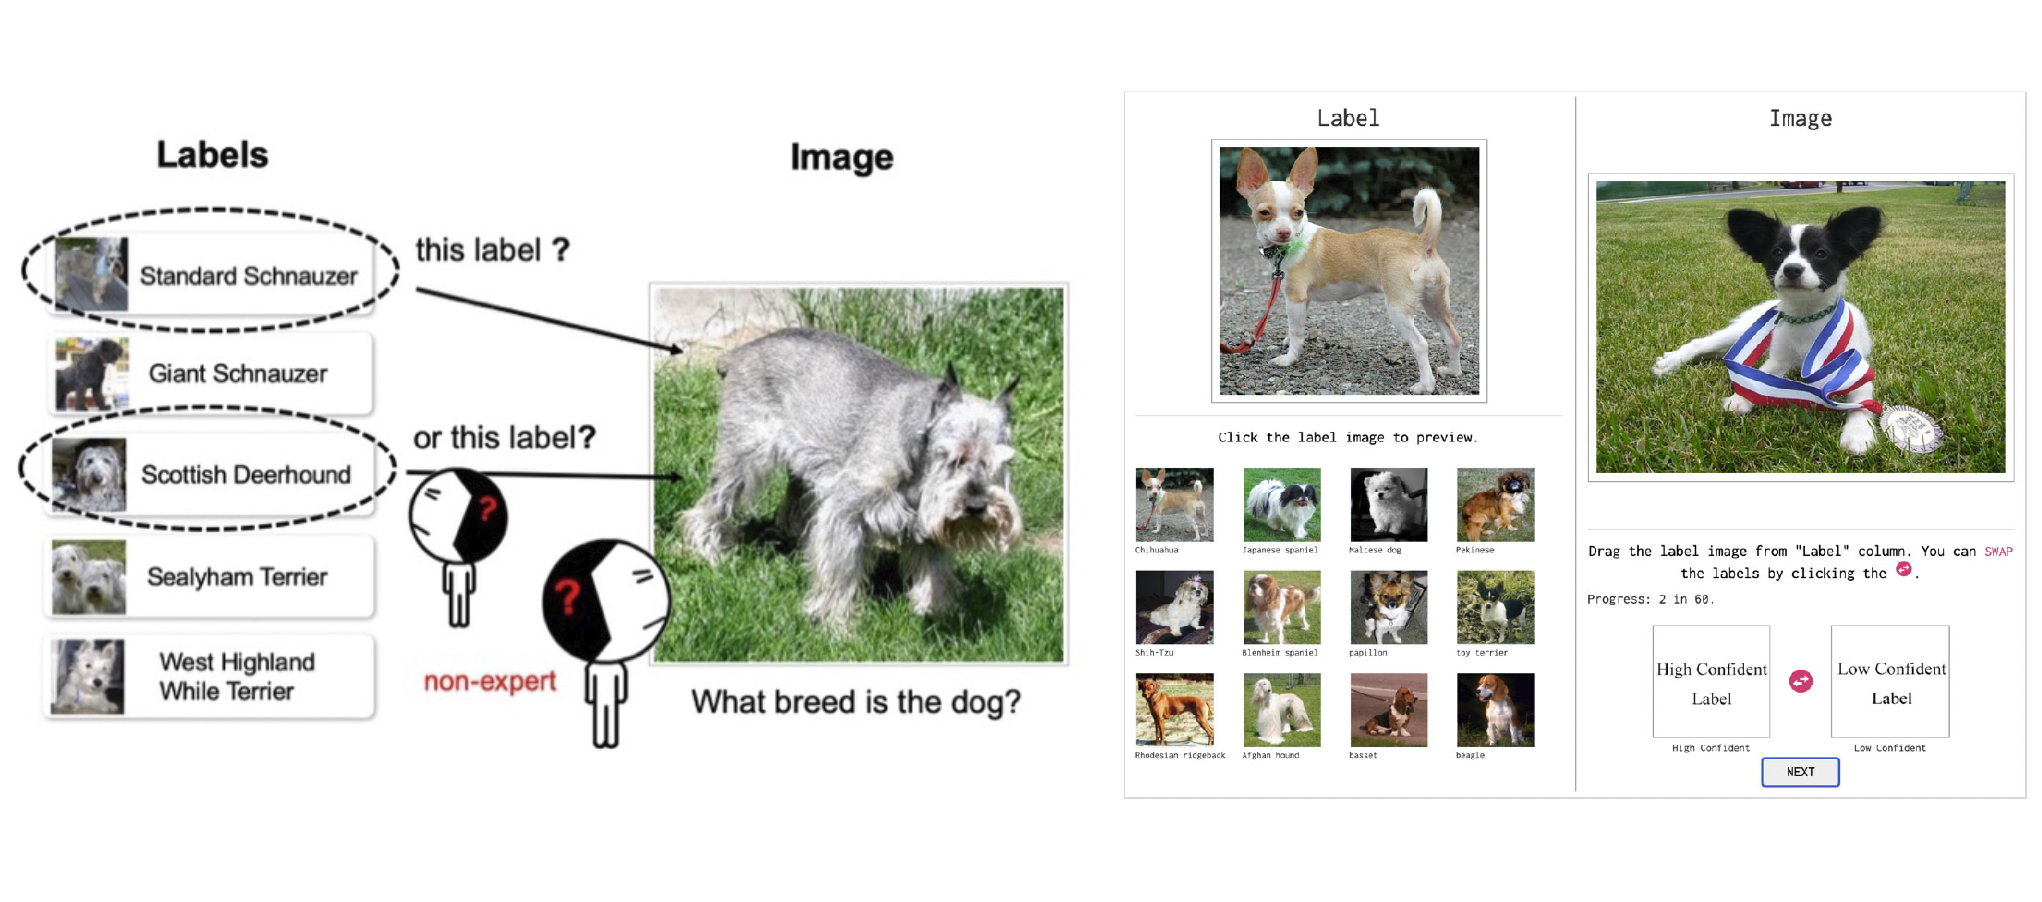 Labels
Image
Standard Schnauzer
this label ?
Giant Schnauzer
or this label?
Scottish Deerhound
?
?
Sealyham Terrier
non-expert
West Highland
While Terrier
What breed is the dog?
Label
Click the label image to preview.
Chihuahua
Japanese spaniel
Maltese dog
Pekinese
Shih-Tzu
Blenheim spaniel
papillon
toy terrier
Rhodesian ridgeback
Afghan hound
basset
beagle
Image
Drag the label image from "Label" column. You can SWAP
the labels by clicking the .
Progress: 2 in 60.
High Confident
Label
Low Confident
Label
High Confident
Low Confident
NEXT